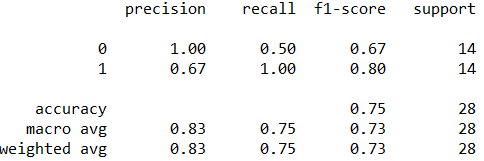 precision recall f1-score support
0 1.00 0.50 0.67 14
1 0.67 1.00 0.80 14
accuracy 0.75 28
macro avg 0.83 0.75 0.73 28
weighted avg 0.83 0.75 0.73 28